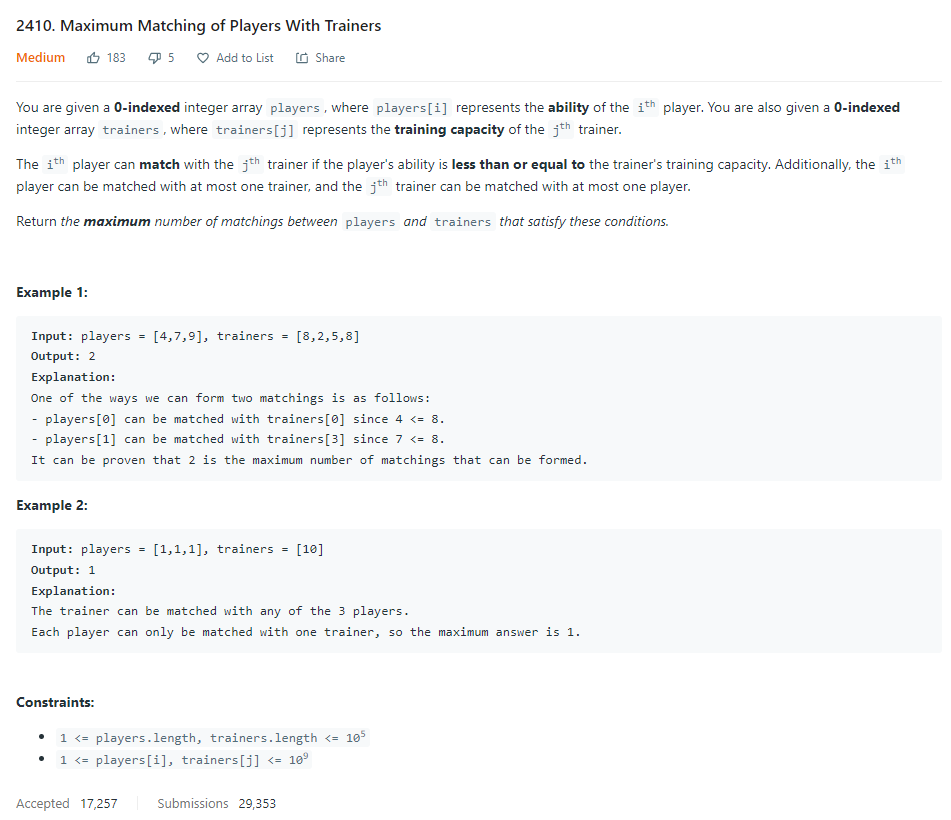 2410. Maximum Matching of Players With Trainers
Medium 183 5 Add to List Share
You are given a 0-indexed integer array players, where players[i] represents the ability of the ith player. You are also given a 0-indexed
integer array trainers, where trainers[j] represents the training capacity of the jth trainer.
The ith player can match with the jth trainer if the player's ability is less than or equal to the trainer's training capacity. Additionally, the ith
player can be matched with at most one trainer, and the jth trainer can be matched with at most one player.
Return the maximum number of matchings between players and trainers that satisfy these conditions.
Example 1:
Input: players = [4,7,9], trainers = [8,2,5,8]
Output: 2
Explanation:
One of the ways we can form two matchings is as follows:
- players[0] can be matched with trainers[0] since 4 <= 8.
- players[1] can be matched with trainers[3] since 7 <= 8.
It can be proven that 2 is the maximum number of matchings that can be formed.
Example 2:
Input: players = [1,1,1], trainers = [10]
Output: 1
Explanation:
The trainer can be matched with any of the 3 players.
Each player can only be matched with one trainer, so the maximum answer is 1.
Constraints:
• 1 <= players.length, trainers.length <= 10⁵
• 1 <= players[i], trainers[j] <= 10⁹
Accepted 17,257 Submissions 29,353